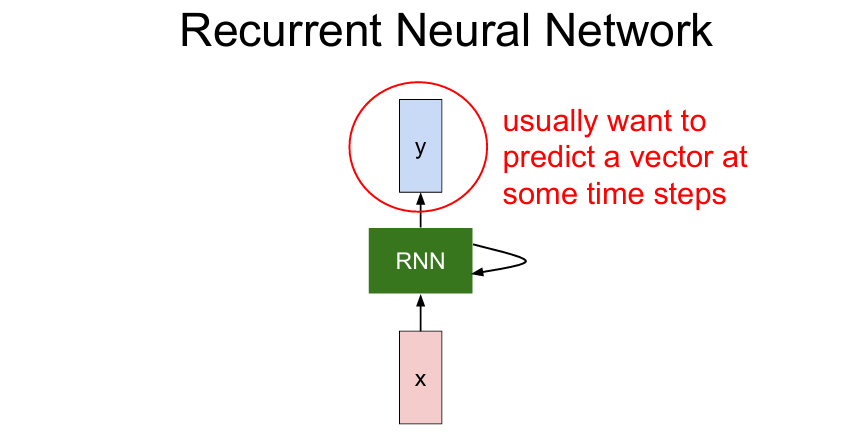 Recurrent Neural Network
y
usually want to
predict a vector at
some time steps
RNN
x